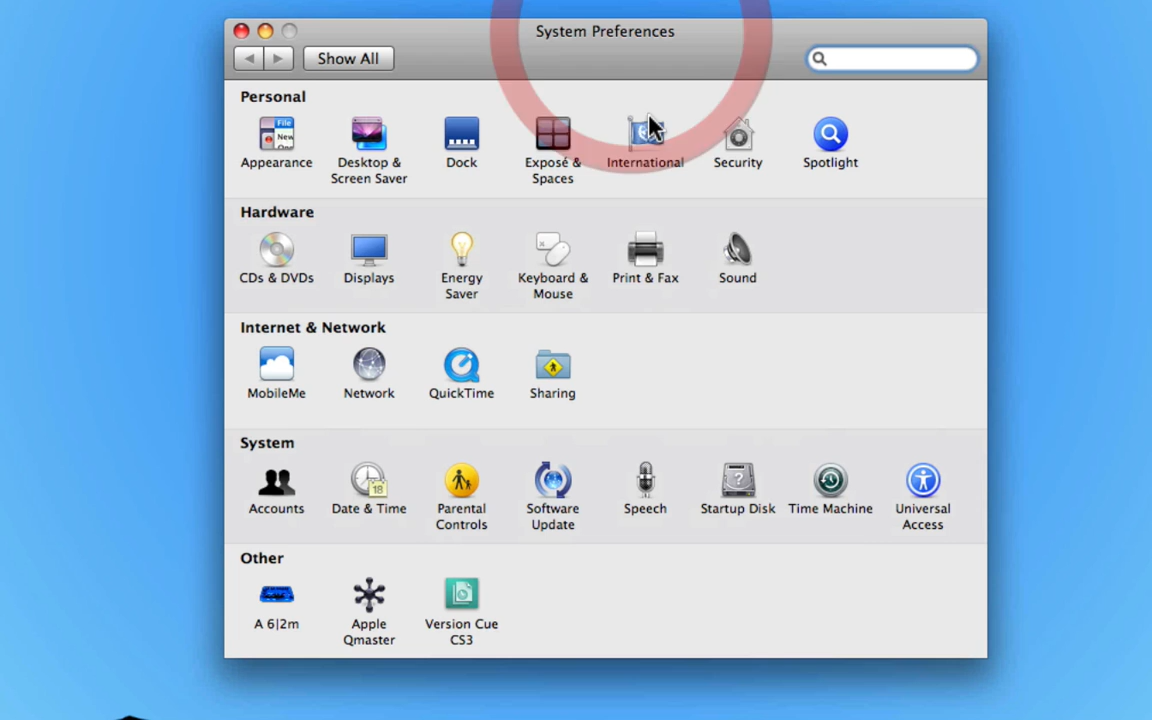 System Preferences
Show All
Personal
Appearance
Desktop &
Screen Saver
Dock
Exposé &
Spaces
International
Security
Spotlight
Hardware
CDs & DVDs
Displays
Energy
Saver
Keyboard &
Mouse
Print & Fax
Sound
Internet & Network
MobileMe
Network
QuickTime
Sharing
System
Accounts
Date & Time
Parental
Controls
Software
Update
Speech
Startup Disk
Time Machine
Universal
Access
Other
A 6|2m
Apple
Qmaster
Version Cue
CS3